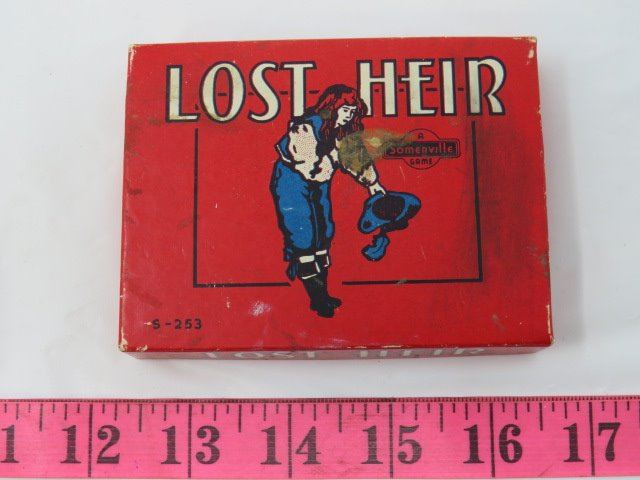 LOST HEIR
A
Somerville
GAME
S-253
LOST HEIR
1 12 13 14 15 16 17